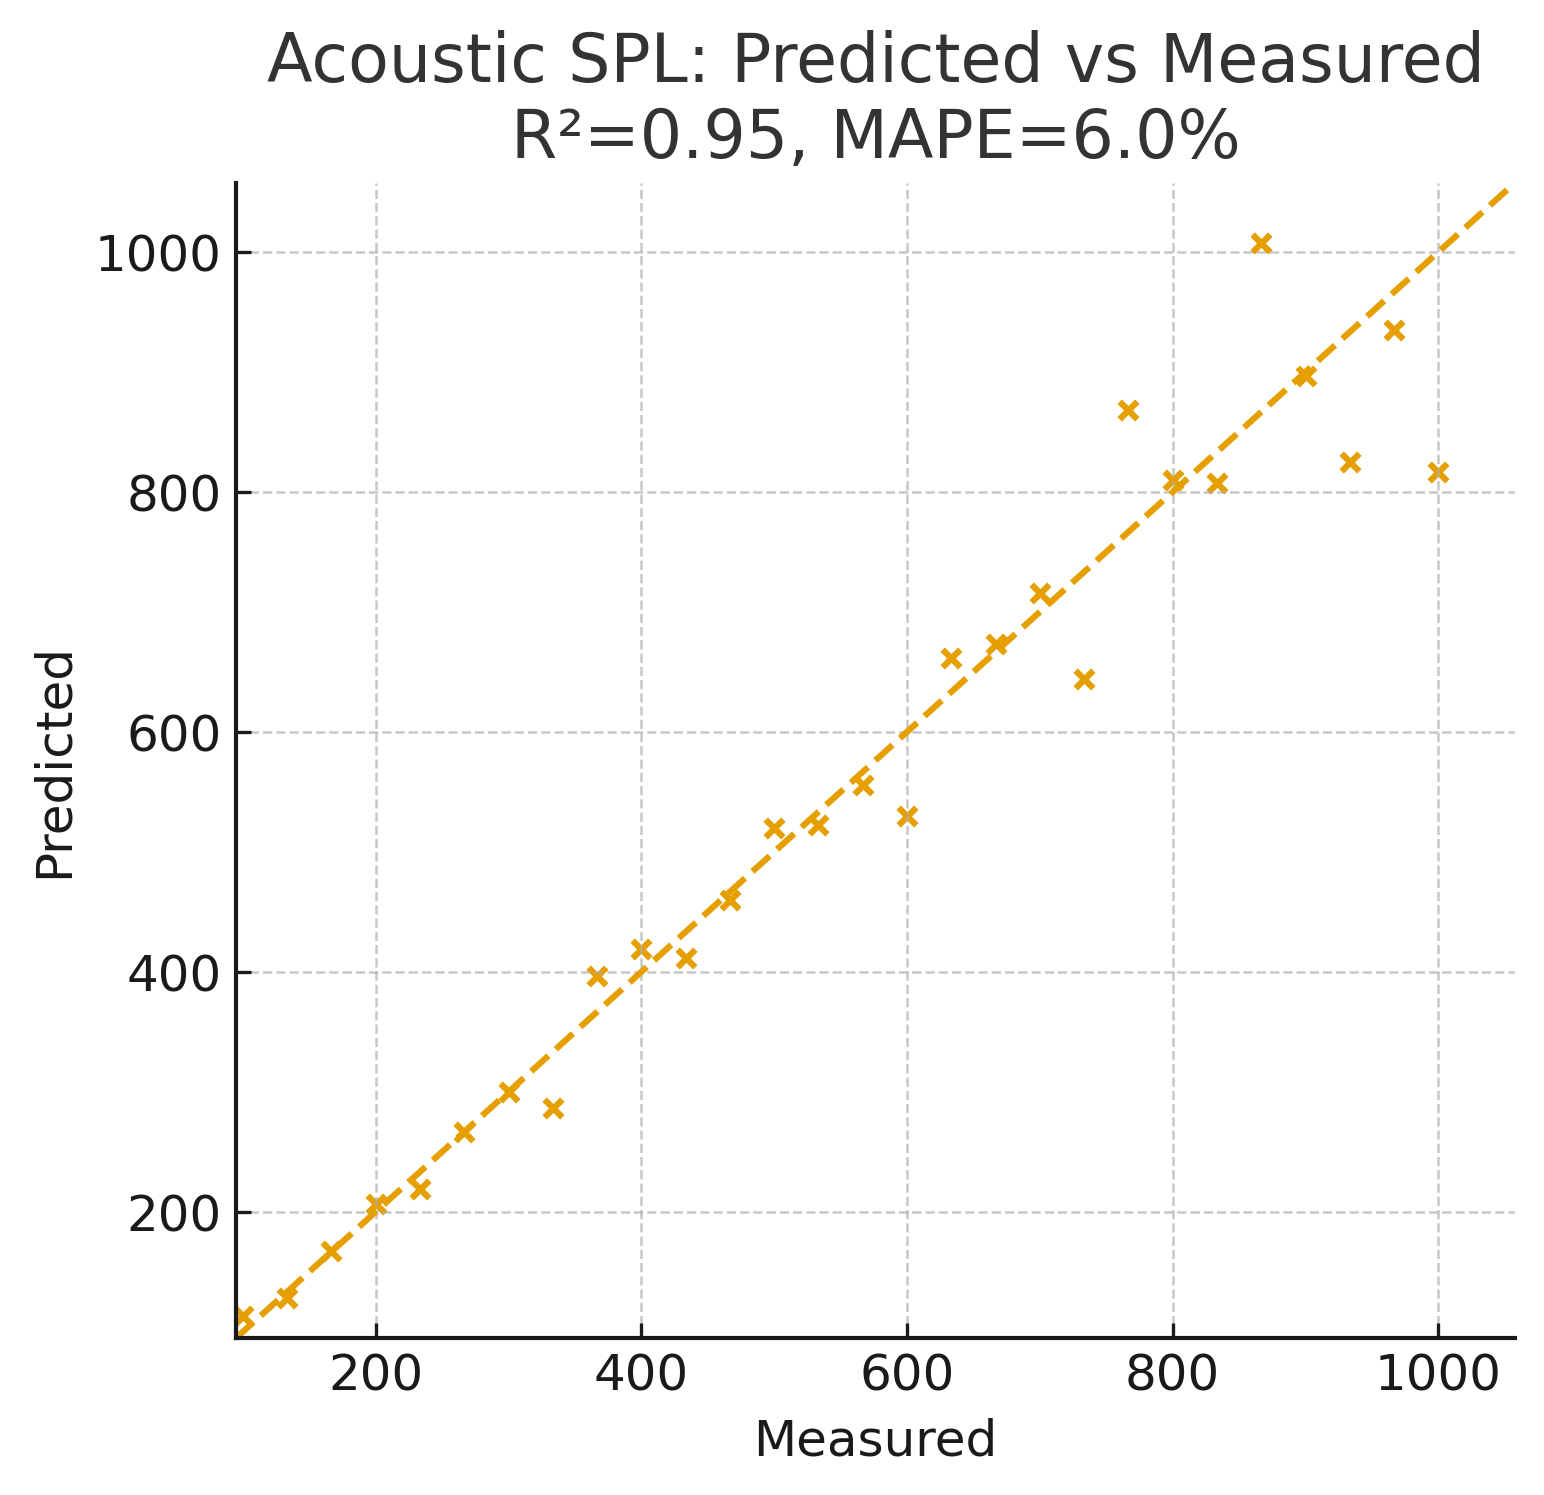 Acoustic SPL: Predicted vs Measured
R²=0.95, MAPE=6.0%
1000
800
600
400
200
Predicted
200 400 600 800 1000
Measured